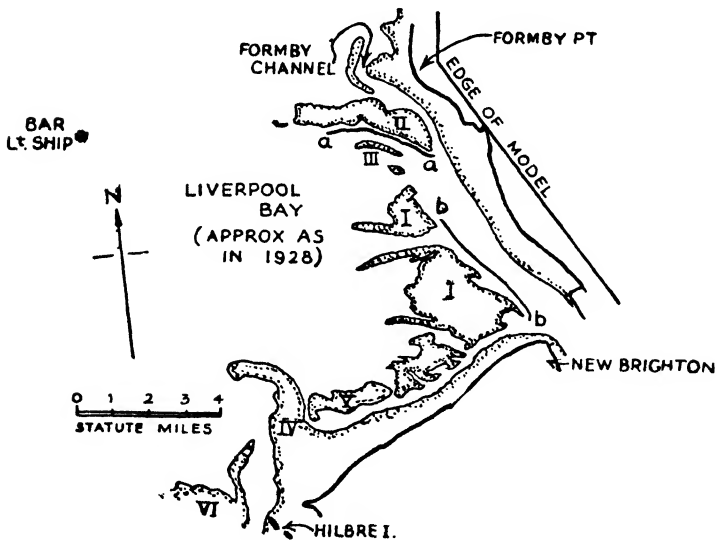 FORMBY
CHANNEL
FORMBY PT
EDGE OF MODEL
BAR
LT. SHIP
II
a
a
III
N
LIVERPOOL
BAY
(APPROX AS
IN 1928)
I
b
I
b
NEW BRIGHTON
0 1 2 3 4
STATUTE MILES
V
IV
VI
HILBRE I.